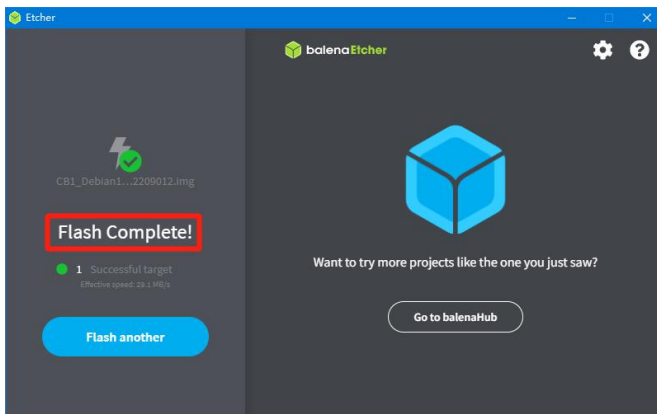 Etcher
balenaEtcher
CB1_Debian1...2209012.img
Flash Complete!
1 Successful target
Effective speed: 29.1 MB/s
Flash another
Want to try more projects like the one you just saw?
Go to balenaHub